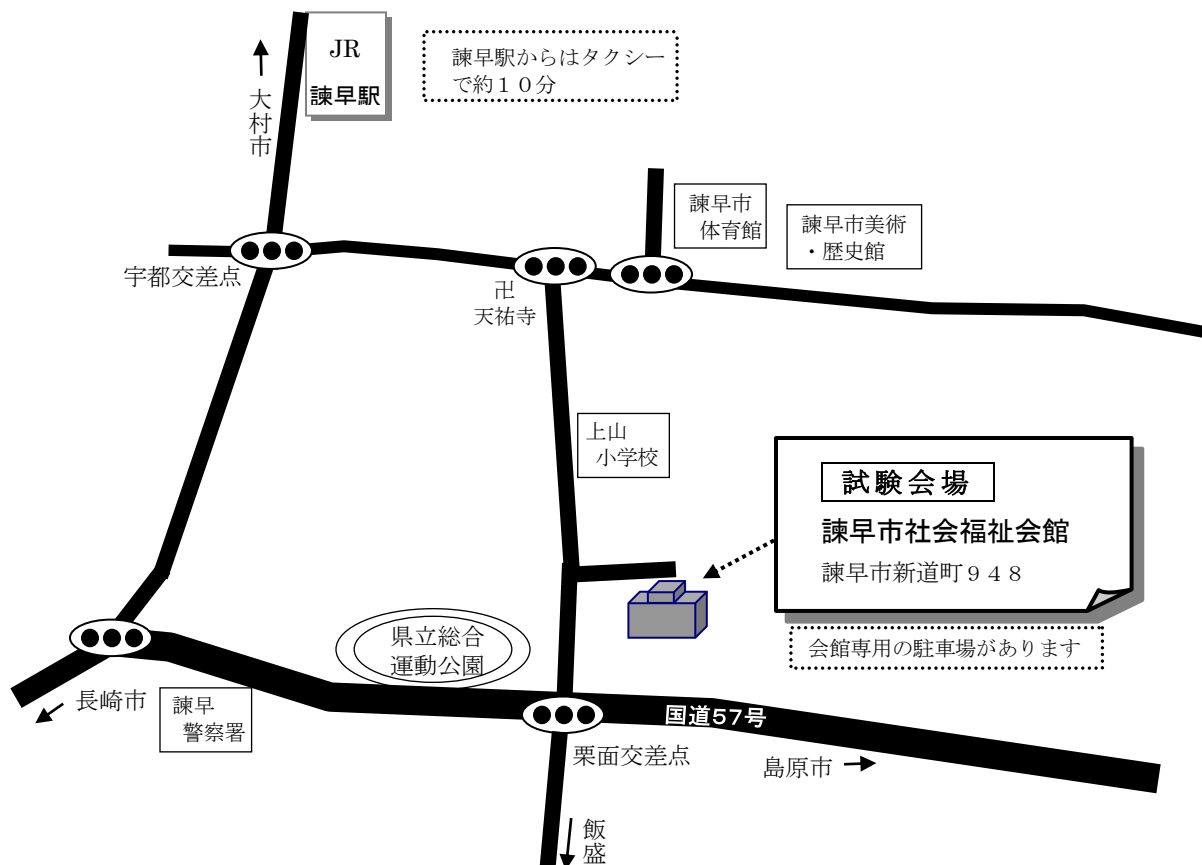 JR
諫早駅
諫早駅からはタクシー
で約１０分
大村市
諫早市
体育館
諫早市美術
・歴史館
宇都交差点
卍
天祐寺
上山
小学校
試験会場
諫早市社会福祉会館
諫早市新道町９４８
会館専用の駐車場があります
県立総合
運動公園
長崎市
諫早
警察署
国道57号
栗面交差点
島原市
飯盛